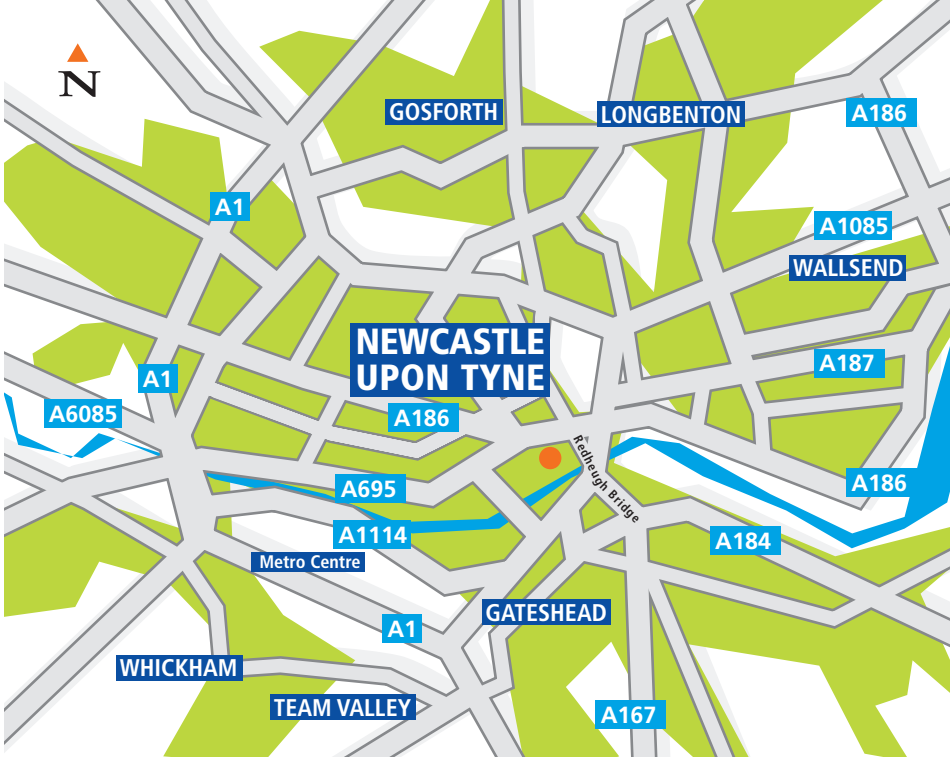 N
GOSFORTH
LONGBENTON
A186
A1
A1085
WALLSEND
NEWCASTLE
UPON TYNE
A187
A1
A6085
A186
Redheugh Bridge
A695
A186
A1114
A184
Metro Centre
GATESHEAD
A1
WHICKHAM
TEAM VALLEY
A167